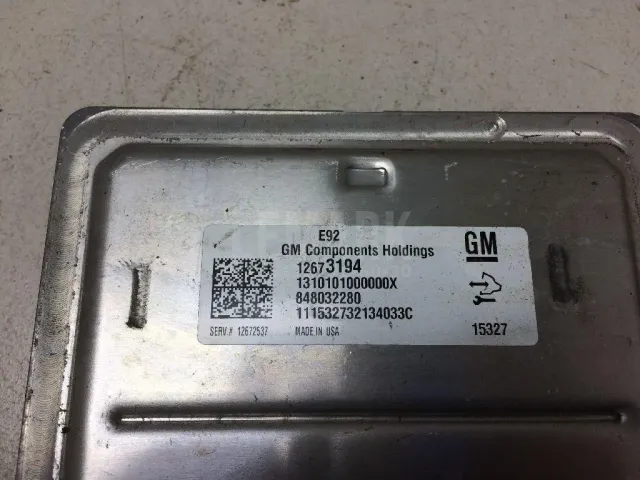 E92
GM Components Holdings
GM
12673194
1310101000000X
848032280
111532732134033C
SERV.# 12672537 MADE IN USA 15327